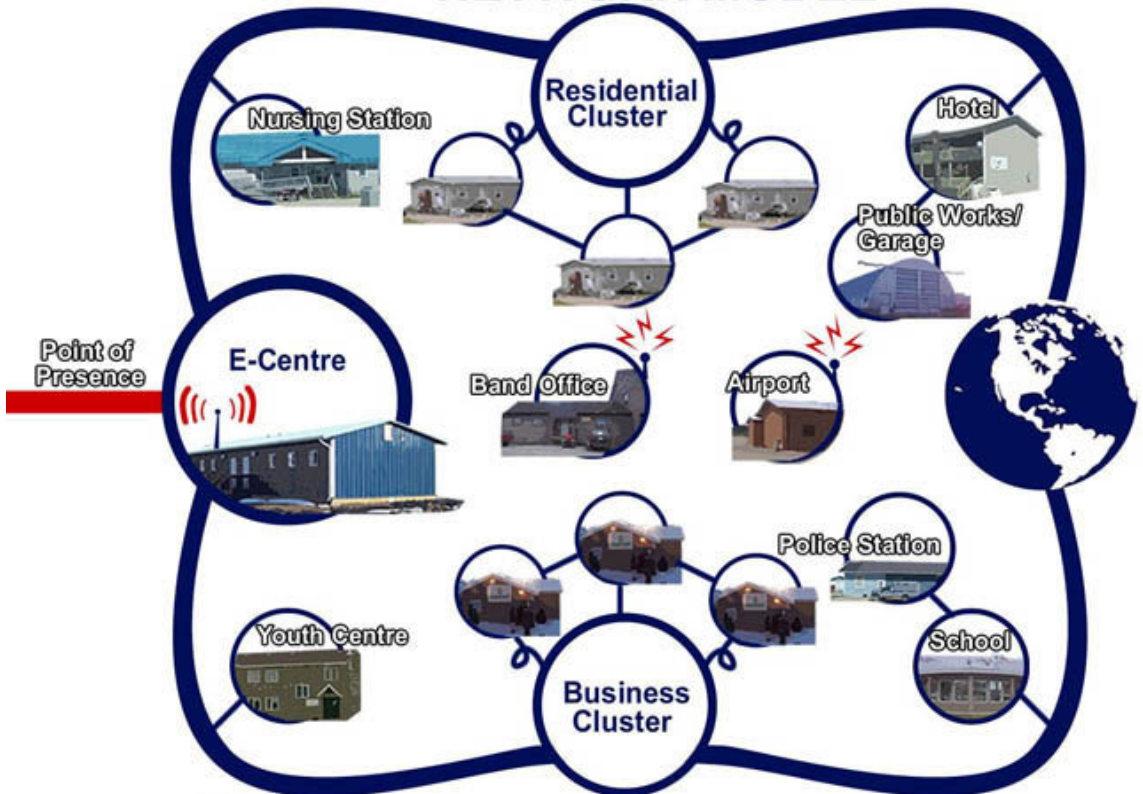 Residential
Cluster
Nursing Station
Hotel
Public Works/
Garage
Point of
Presence
E-Centre
Band Office
Airport
Police Station
Youth Centre
School
Business
Cluster